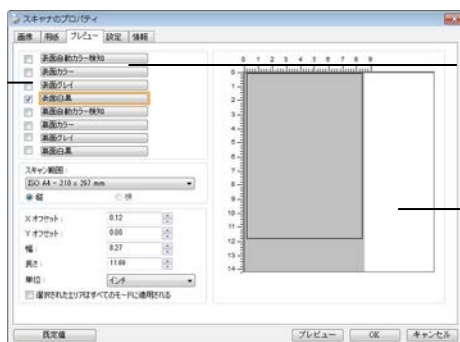 スキャナのプロパティ
画像 用紙 プレビュー 設定 情報
表面自動カラー検知
表面カラー
表面グレイ
表面白黒
裏面自動カラー検知
裏面カラー
裏面グレイ
裏面白黒
スキャン範囲:
ISO A4 - 210 x 297 mm
縦 横
Xオフセット: 0.12
Yオフセット: 0.00
幅: 8.27
長さ: 11.66
単位: インチ
選択されたエリアはすべてのモードに適用される
0 1 2 3 4 5 6 7 8 9
0
1
2
3
4
5
6
7
8
9
10
11
12
13
14
既定値 プレビュー OK キャンセル